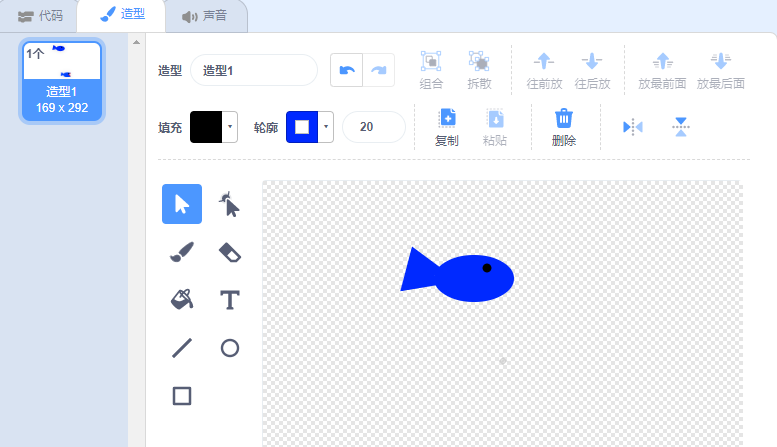 代码
造型
声音
1个
造型1
169 x 292
造型
造型1
组合
拆散
往前放
往后放
放最前面
放最后面
填充
轮廓
20
复制
粘贴
删除
T